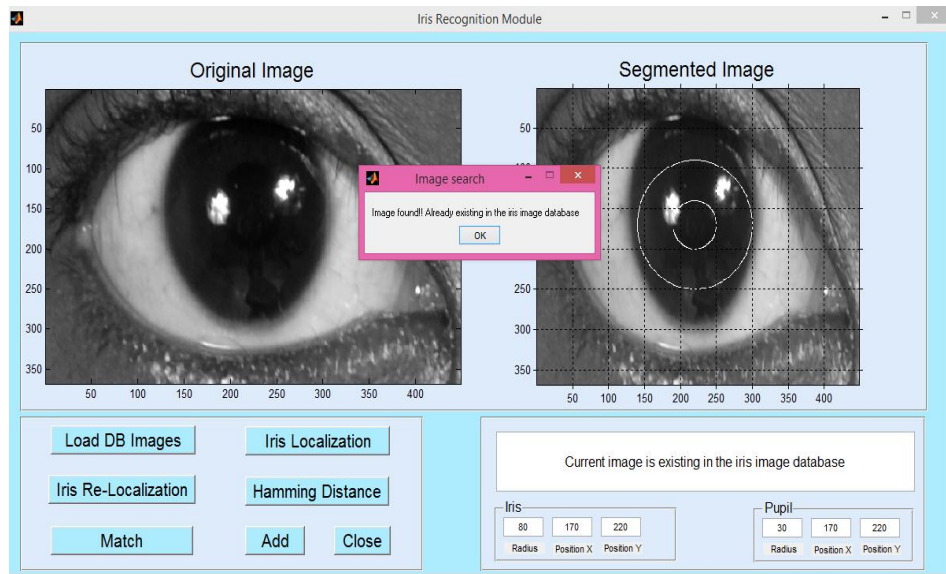 Iris Recognition Module
Original Image
Segmented Image
50
100
150
200
250
300
350
50 100 150 200 250 300 350 400
50
100
150
200
250
300
350
50 100 150 200 250 300 350 400
Image search
Image found!! Already existing in the iris image database
OK
Load DB Images
Iris Localization
Iris Re-Localization
Hamming Distance
Match
Add
Close
Current image is existing in the iris image database
Iris
80 170 220
Radius Position X Position Y
Pupil
30 170 220
Radius Position X Position Y